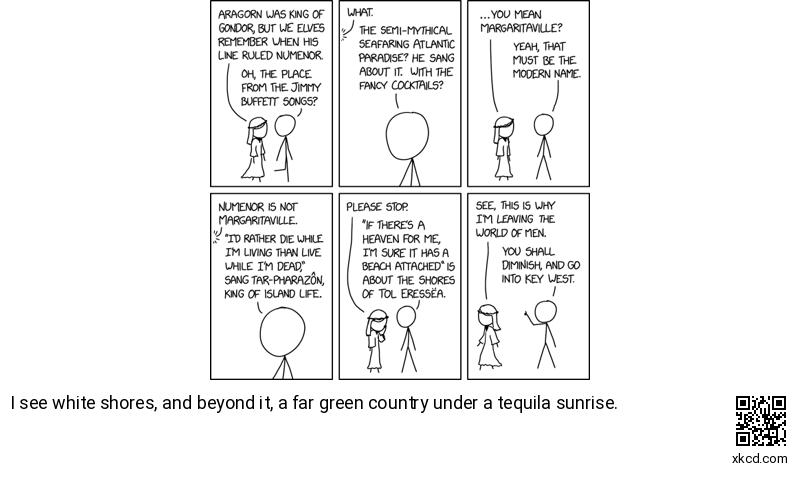 ARAGORN WAS KING OF
GONDOR, BUT WE ELVES
REMEMBER WHEN HIS
LINE RULED NUMENOR.
OH, THE PLACE
FROM THE JIMMY
BUFFETT SONGS?
WHAT.
THE SEMI-MYTHICAL
SEAFARING ATLANTIC
PARADISE? HE SANG
ABOUT IT. WITH THE
FANCY COCKTAILS?
...YOU MEAN
MARGARITAVILLE?
YEAH, THAT
MUST BE THE
MODERN NAME.
NUMENOR IS NOT
MARGARITAVILLE.
"I'D RATHER DIE WHILE
I'M LIVING THAN LIVE
WHILE I'M DEAD,"
SANG TAR-PHARAZÔN,
KING OF ISLAND LIFE.
PLEASE STOP.
"IF THERE'S A
HEAVEN FOR ME,
I'M SURE IT HAS A
BEACH ATTACHED" IS
ABOUT THE SHORES
OF TOL ERESSËA.
SEE, THIS IS WHY
I'M LEAVING THE
WORLD OF MEN.
YOU SHALL
DIMINISH, AND GO
INTO KEY WEST.
I see white shores, and beyond it, a far green country under a tequila sunrise.
xkcd.com